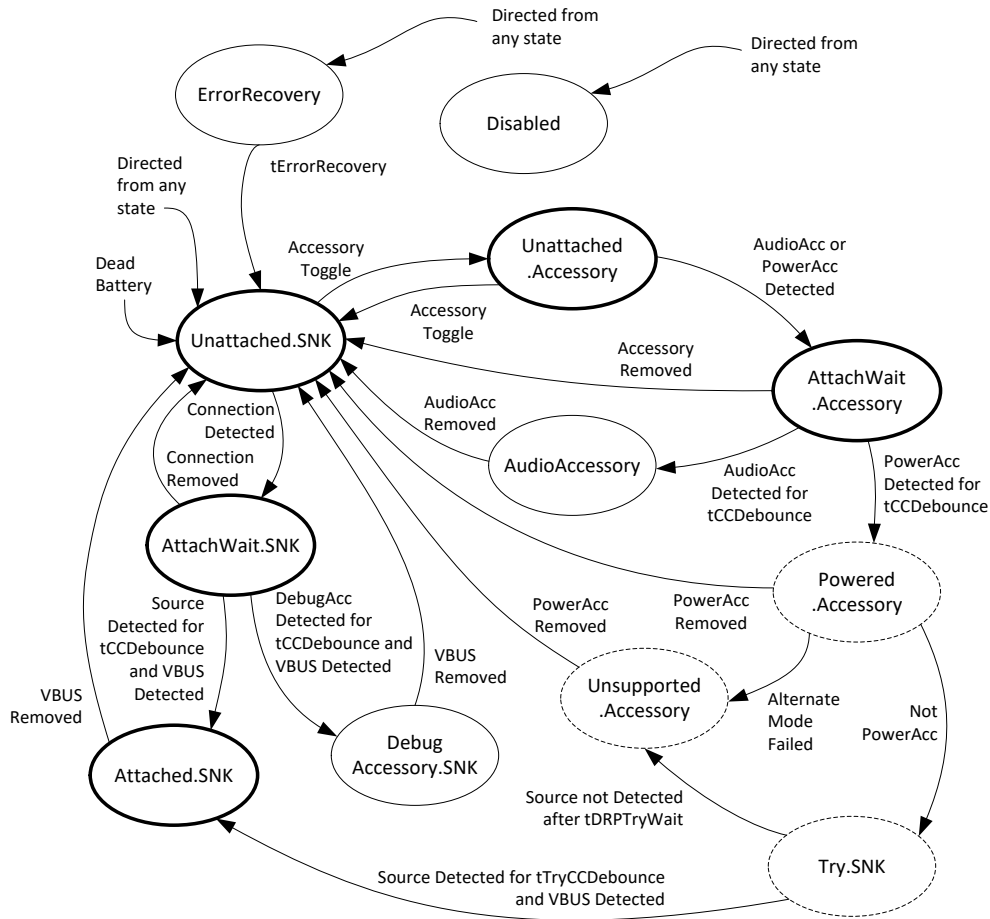 Directed from
any state
ErrorRecovery
Directed from
any state
Disabled
tErrorRecovery
Directed
from any
state
Dead
Battery
Accessory
Toggle
Unattached
.Accessory
AudioAcc or
PowerAcc
Detected
Accessory
Toggle
Unattached.SNK
Accessory
Removed
AttachWait
.Accessory
Connection
Detected
Connection
Removed
AudioAcc
Removed
AudioAccessory
AudioAcc
Detected for
tCCDebounce
PowerAcc
Detected for
tCCDebounce
AttachWait.SNK
Powered
.Accessory
Source
Detected for
tCCDebounce
and VBUS
Detected
DebugAcc
Detected for
tCCDebounce and
VBUS Detected
PowerAcc
Removed
PowerAcc
Removed
VBUS
Removed
VBUS
Removed
Unsupported
.Accessory
Alternate
Mode
Failed
Not
PowerAcc
Attached.SNK
Debug
Accessory.SNK
Source not Detected
after tDRPTryWait
Try.SNK
Source Detected for tTryCCDebounce
and VBUS Detected